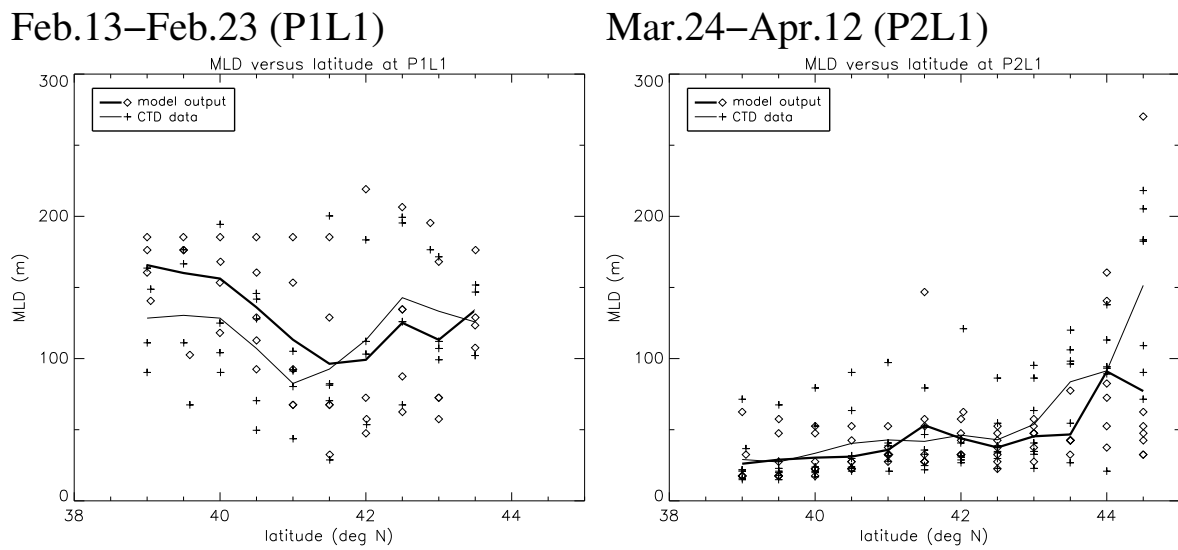 Feb.13–Feb.23 (P1L1)
MLD versus latitude at P1L1
model output
CTD data
300
200
100
0
MLD (m)
38
40
42
44
latitude (deg N)
Mar.24–Apr.12 (P2L1)
MLD versus latitude at P2L1
model output
CTD data
300
200
100
0
MLD (m)
38
40
42
44
latitude (deg N)